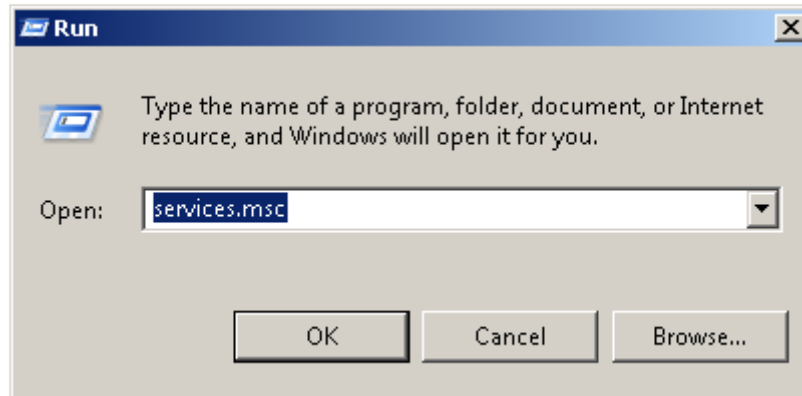 Run
Type the name of a program, folder, document, or Internet
resource, and Windows will open it for you.
Open: services.msc
OK Cancel Browse...